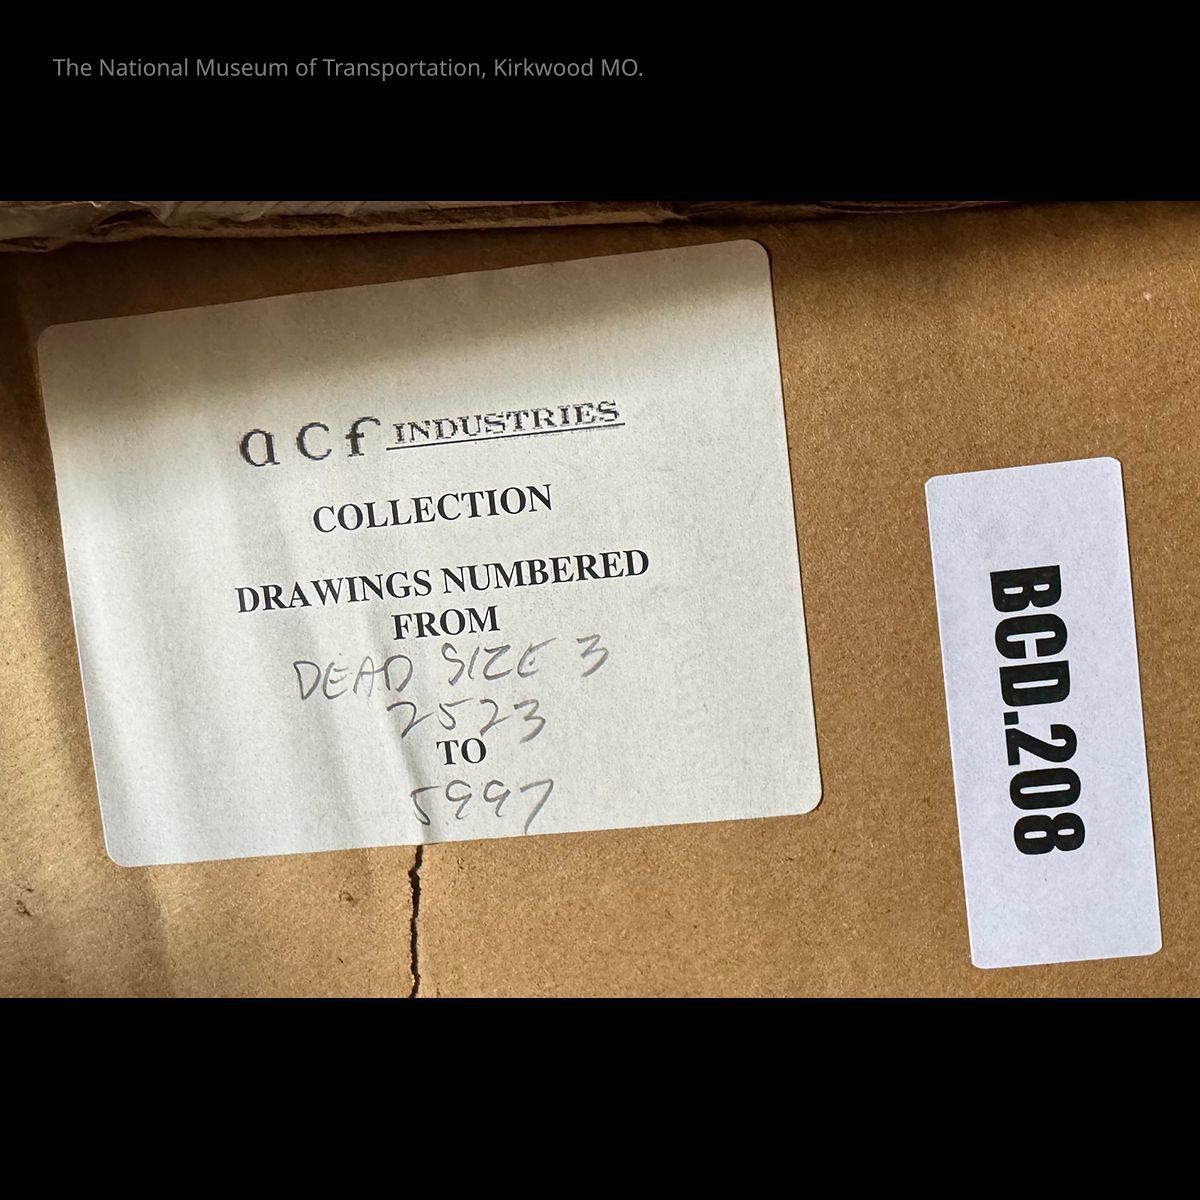 The National Museum of Transportation, Kirkwood MO.
acf INDUSTRIES
COLLECTION
DRAWINGS NUMBERED
FROM
DEAD SIZE 3
2523
TO
5997
BCD.208